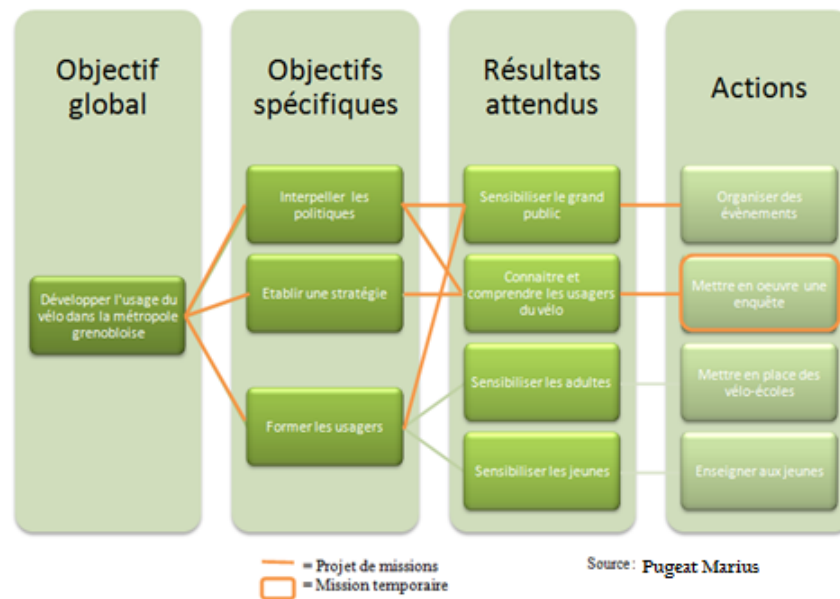 Objectif
global
Objectifs
spécifiques
Résultats
attendus
Actions
Développer l'usage du
vélo dans la métropole
grenobloise
Interpeller les
politiques
Etablir une stratégie
Former les usagers
Sensibiliser le grand
public
Connaitre et
comprendre les usagers
du vélo
Sensibiliser les adultes
Sensibiliser les jeunes
Organiser des
évènements
Mettre en oeuvre une
enquête
Mettre en place des
vélo-écoles
Enseigner aux jeunes
= Projet de missions
= Mission temporaire
Source : Pugeat Marius